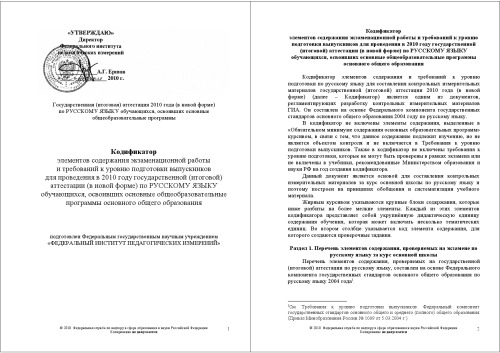 «УТВЕРЖДАЮ»
Директор
Федерального института
педагогических измерений
А.Г. Ершов
2010 г.
Государственная (итоговая) аттестация 2010 года (в новой форме)
по РУССКОМУ ЯЗЫКУ обучающихся, освоивших основные
общеобразовательные программы
Кодификатор
элементов содержания экзаменационной работы
и требований к уровню подготовки выпускников
для проведения в 2010 году государственной (итоговой)
аттестации (в новой форме) по РУССКОМУ ЯЗЫКУ
обучающихся, освоивших основные общеобразовательные
программы основного общего образования
подготовлен Федеральным государственным научным учреждением
«ФЕДЕРАЛЬНЫЙ ИНСТИТУТ ПЕДАГОГИЧЕСКИХ ИЗМЕРЕНИЙ»
© 2010 Федеральная служба по надзору в сфере образования и науки Российской Федерации
Копирование не допускается
1
Кодификатор
элементов содержания экзаменационной работы и требований к уровню
подготовки выпускников для проведения в 2010 году государственной
(итоговой) аттестации (в новой форме) по РУССКОМУ ЯЗЫКУ
обучающихся, освоивших основные общеобразовательные программы
основного общего образования
Кодификатор элементов содержания и требований к уровню
подготовки по русскому языку для составления контрольных измерительных
материалов государственной (итоговой) аттестации 2010 года (в новой
форме) (далее – Кодификатор) является одним из документов,
регламентирующих разработку контрольных измерительных материалов
ГИА. Он составлен на основе Федерального компонента государственных
стандартов основного общего образования 2004 года по русскому языку.
В кодификатор не включены элементы содержания, выделенные в
«Обязательном минимуме содержания основных образовательных программ»
курсивом, в связи с тем, что данное содержание подлежит изучению, но не
является объектом контроля и не включается в Требования к уровню
подготовки выпускников. Также в кодификатор не включены требования к
уровню подготовки, которые не могут быть проверены в рамках экзамена или
не включены в учебники, рекомендованные Министерством образования и
науки РФ на год создания кодификатора.
Данный документ является основой для составления контрольных
измерительных материалов за курс основной школы по русскому языку и
поэтому построен на принципах обобщения и систематизации учебного
материала.
Жирным курсивом указываются крупные блоки содержания, которые
ниже разбиты на более мелкие элементы. Каждый из этих элементов
кодификатора представляет собой укрупнённую дидактическую единицу
содержания обучения, которая может включать несколько тематических
единиц. Во втором столбце указывается код элемента содержания, для
которого создаются проверочные задания.
Раздел 1. Перечень элементов содержания, проверяемых на экзамене по
русскому языку за курс основной школы
Перечень элементов содержания, проверяемых на государственной
(итоговой) аттестации по русскому языку, составлен на основе Федерального
компонента государственных стандартов основного общего образования по
русскому языку 2004 года¹
¹См. Требования к уровню подготовки выпускников Федеральный компонент
государственных стандартов основного общего и среднего (полного) общего образования
(Приказ Минобразования России № 1089 от 5.03.2004 г.)
© 2010 Федеральная служба по надзору в сфере образования и науки Российской Федерации
Копирование не допускается
2